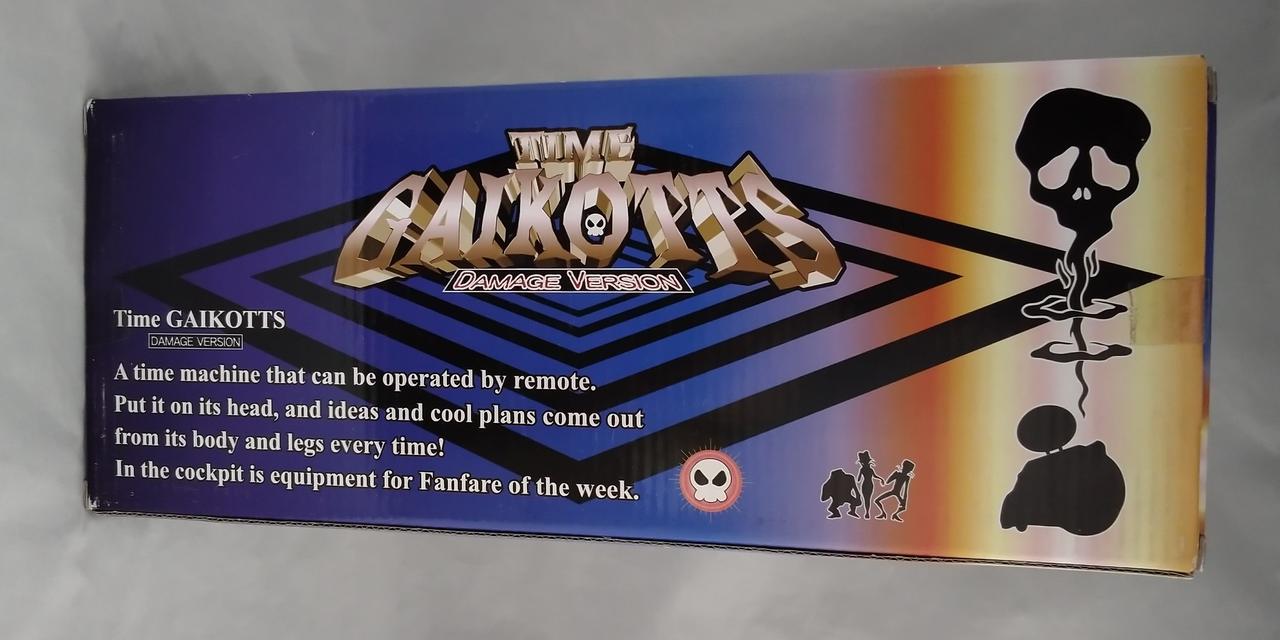 TIME
GAIKOTTS
DAMAGE VERSION
Time GAIKOTTS
DAMAGE VERSION
A time machine that can be operated by remote.
Put it on its head, and ideas and cool plans come out
from its body and legs every time!
In the cockpit is equipment for Fanfare of the week.